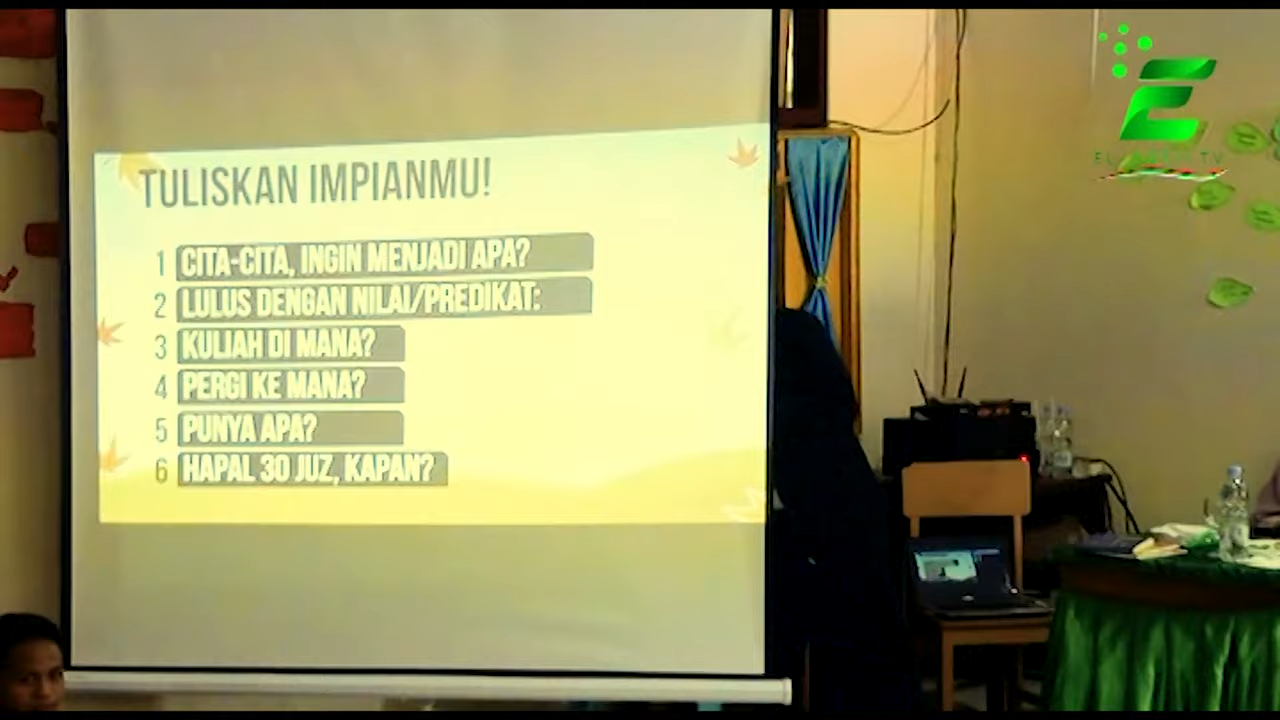 TULISKAN IMPIANMU!
1 CITA-CITA, INGIN MENJADI APA?
2 LULUS DENGAN NILAI/PREDIKAT:
3 KULIAH DI MANA?
4 PERGI KE MANA?
5 PUNYA APA?
6 HAPAL 30 JUZ, KAPAN?
E
TV